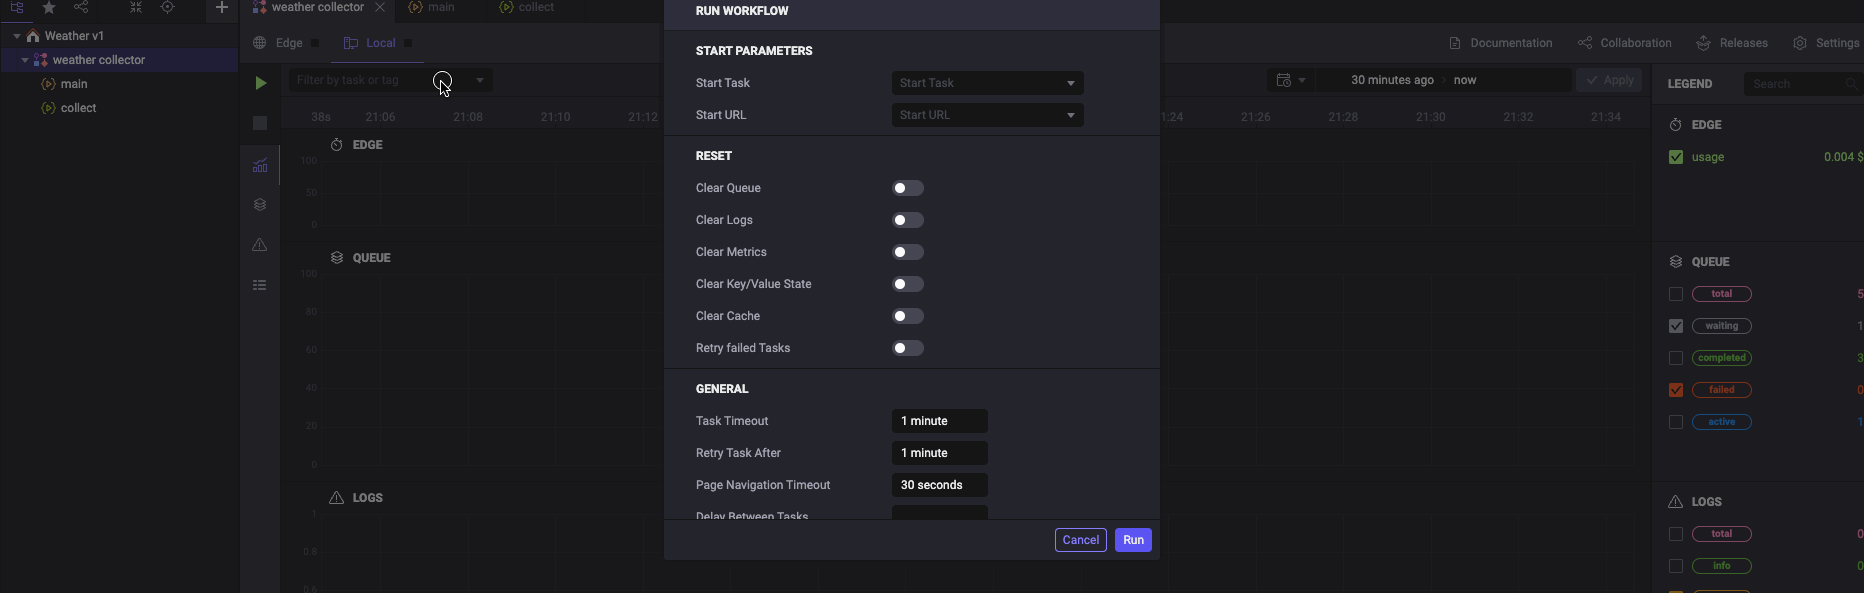 weather collector
main
collect
Weather v1
weather collector
main
collect
Edge
Local
Documentation
Collaboration
Releases
Settings
Filter by task or tag
30 minutes ago
now
Apply
38s
21:06
21:08
21:10
21:12
1:24
21:26
21:28
21:30
21:32
21:34
EDGE
100
50
0
QUEUE
100
80
60
40
20
0
LOGS
1
0.8
0.6
RUN WORKFLOW
START PARAMETERS
Start Task
Start Task
Start URL
Start URL
RESET
Clear Queue
Clear Logs
Clear Metrics
Clear Key/Value State
Clear Cache
Retry failed Tasks
GENERAL
Task Timeout
1 minute
Retry Task After
1 minute
Page Navigation Timeout
30 seconds
Delay Between Tasks
Cancel
Run
LEGEND
Search
EDGE
usage
0.004 $
QUEUE
total
5
waiting
1
completed
3
failed
0
active
1
LOGS
total
0
info
0